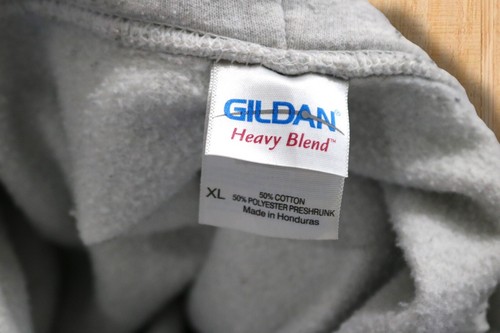 GILDAN
Heavy Blend™
XL
50% COTTON
50% POLYESTER PRESHRUNK
Made in Honduras